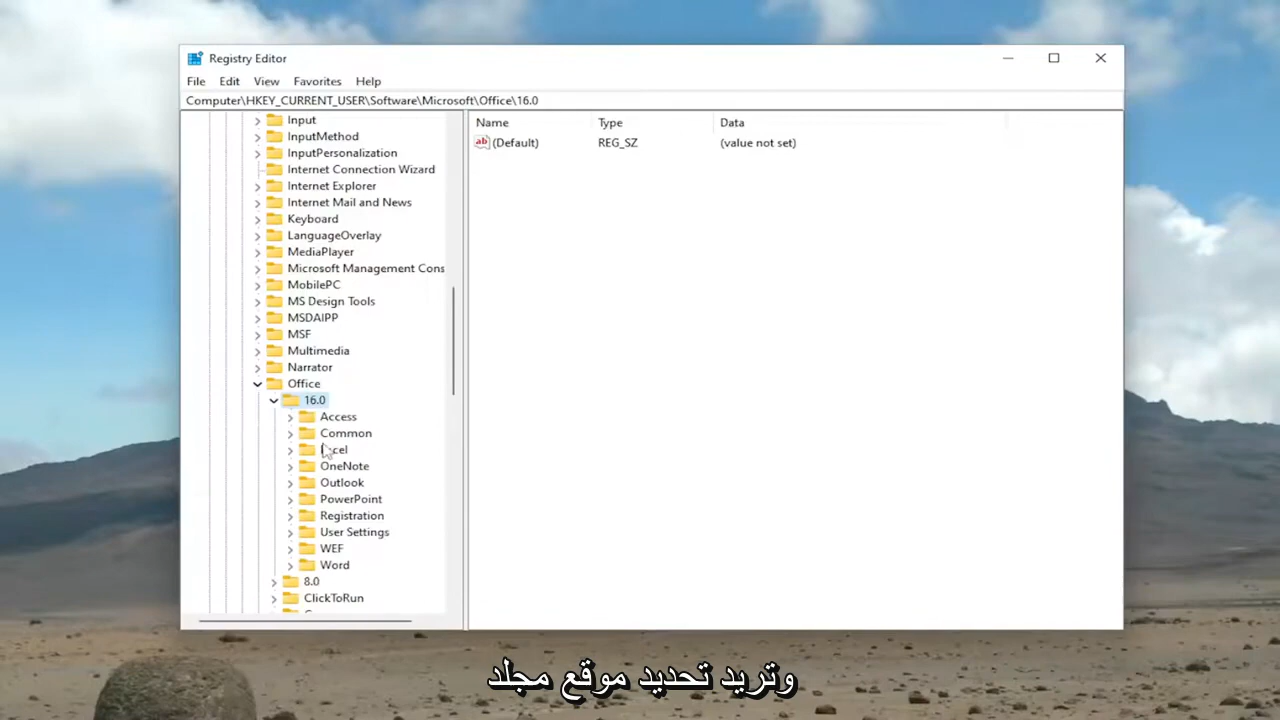 Registry Editor
File Edit View Favorites Help
Computer\HKEY_CURRENT_USER\Software\Microsoft\Office\16.0
Name Type Data
ab (Default) REG_SZ (value not set)
Input
InputMethod
InputPersonalization
Internet Connection Wizard
Internet Explorer
Internet Mail and News
Keyboard
LanguageOverlay
MediaPlayer
Microsoft Management Cons
MobilePC
MS Design Tools
MSDAIPP
MSF
Multimedia
Narrator
Office
16.0
Access
Common
Excel
OneNote
Outlook
PowerPoint
Registration
User Settings
WEF
Word
8.0
ClickToRun
وتريد تحديد موقع مجلد